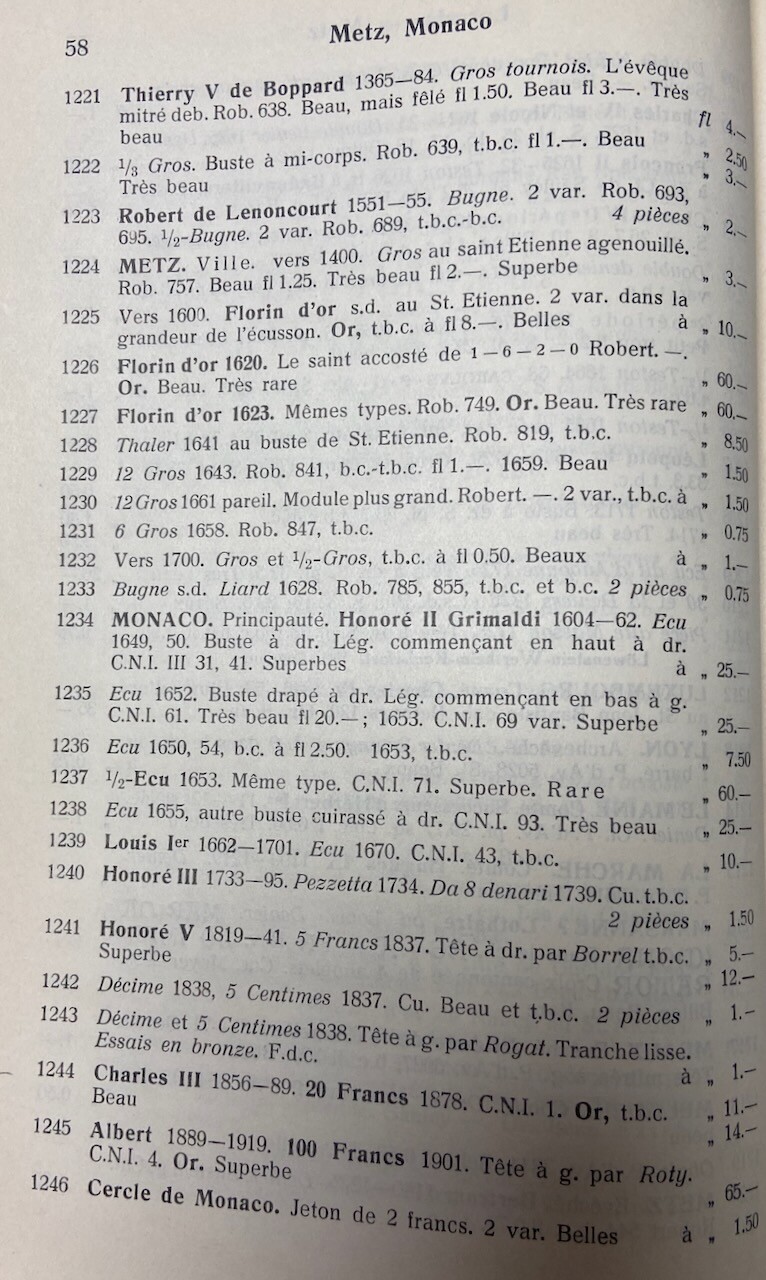 58
Metz, Monaco
1221 Thierry V de Boppard 1365—84. Gros tournois. L'évêque
mitré deb. Rob. 638. Beau, mais fêlé fl 1.50. Beau fl 3.—. Très
beau fl 4.—
1222 1/3 Gros. Buste à mi-corps. Rob. 639, t.b.c. fl 1.—. Beau „ 2.50
Très beau „ 3.—
1223 Robert de Lenoncourt 1551—55. Bugne. 2 var. Rob. 693,
695. 1/2-Bugne. 2 var. Rob. 689, t.b.c.-b.c. 4 pièces „ 2.—
1224 METZ. Ville. vers 1400. Gros au saint Etienne agenouillé.
Rob. 757. Beau fl 1.25. Très beau fl 2.—. Superbe „ 3.—
1225 Vers 1600. Florin d'or s.d. au St. Etienne. 2 var. dans la
grandeur de l'écusson. Or, t.b.c. à fl 8.—. Belles à „ 10.—
1226 Florin d'or 1620. Le saint accosté de 1—6—2—0 Robert. —.
Or. Beau. Très rare „ 60.—
1227 Florin d'or 1623. Mêmes types. Rob. 749. Or. Beau. Très rare „ 60.—
1228 Thaler 1641 au buste de St. Etienne. Rob. 819, t.b.c. „ 8.50
1229 12 Gros 1643. Rob. 841, b.c.-t.b.c. fl 1.—. 1659. Beau „ 1.50
1230 12 Gros 1661 pareil. Module plus grand. Robert. —. 2 var., t.b.c. à „ 1.50
1231 6 Gros 1658. Rob. 847, t.b.c. „ 0.75
1232 Vers 1700. Gros et 1/2-Gros, t.b.c. à fl 0.50. Beaux à „ 1.—
1233 Bugne s.d. Liard 1628. Rob. 785, 855, t.b.c. et b.c. 2 pièces „ 0.75
1234 MONACO. Principauté. Honoré II Grimaldi 1604—62. Ecu
1649, 50. Buste à dr. Lég. commençant en haut à dr.
C.N.I. III 31, 41. Superbes à „ 25.—
1235 Ecu 1652. Buste drapé à dr. Lég. commençant en bas à g.
C.N.I. 61. Très beau fl 20.—; 1653. C.N.I. 69 var. Superbe „ 25.—
1236 Ecu 1650, 54, b.c. à fl 2.50. 1653, t.b.c. „ 7.50
1237 1/2-Ecu 1653. Même type. C.N.I. 71. Superbe. Rare „ 60.—
1238 Ecu 1655, autre buste cuirassé à dr. C.N.I. 93. Très beau „ 25.—
1239 Louis Ier 1662—1701. Ecu 1670. C.N.I. 43, t.b.c. „ 10.—
1240 Honoré III 1733—95. Pezzetta 1734. Da 8 denari 1739. Cu. t.b.c.
2 pièces „ 1.50
1241 Honoré V 1819—41. 5 Francs 1837. Tête à dr. par Borrel t.b.c. „ 5.—
Superbe „ 12.—
1242 Décime 1838, 5 Centimes 1837. Cu. Beau et t.b.c. 2 pièces „ 1.—
1243 Décime et 5 Centimes 1838. Tête à g. par Rogat. Tranche lisse.
Essais en bronze. F.d.c. à „ 1.—
1244 Charles III 1856—89. 20 Francs 1878. C.N.I. 1. Or, t.b.c. „ 11.—
Beau „ 14.—
1245 Albert 1889—1919. 100 Francs 1901. Tête à g. par Roty.
C.N.I. 4. Or. Superbe „ 65.—
1246 Cercle de Monaco. Jeton de 2 francs. 2 var. Belles à „ 1.50